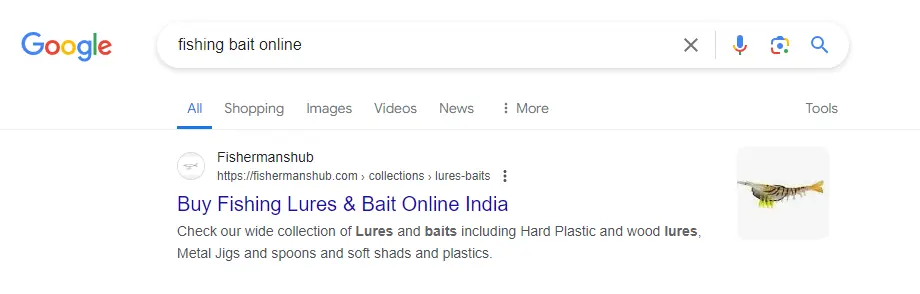 Google
fishing bait online
All Shopping Images Videos News More Tools
Fishermanshub
https://fishermanshub.com › collections › lures-baits
Buy Fishing Lures & Bait Online India
Check our wide collection of Lures and baits including Hard Plastic and wood lures,
Metal Jigs and spoons and soft shads and plastics.